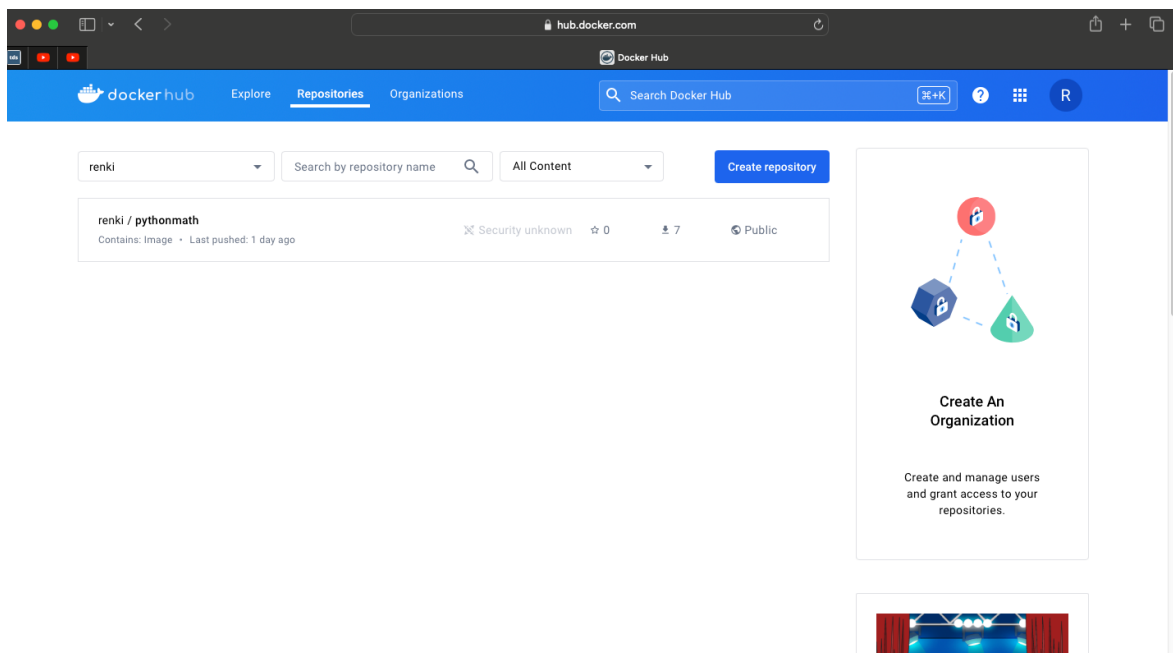 hub.docker.com
tds
Docker Hub
dockerhub Explore Repositories Organizations Search Docker Hub ⌘+K ? R
renki Search by repository name All Content Create repository
renki / pythonmath
Contains: Image • Last pushed: 1 day ago
Security unknown 0 7 Public
Create An
Organization
Create and manage users
and grant access to your
repositories.